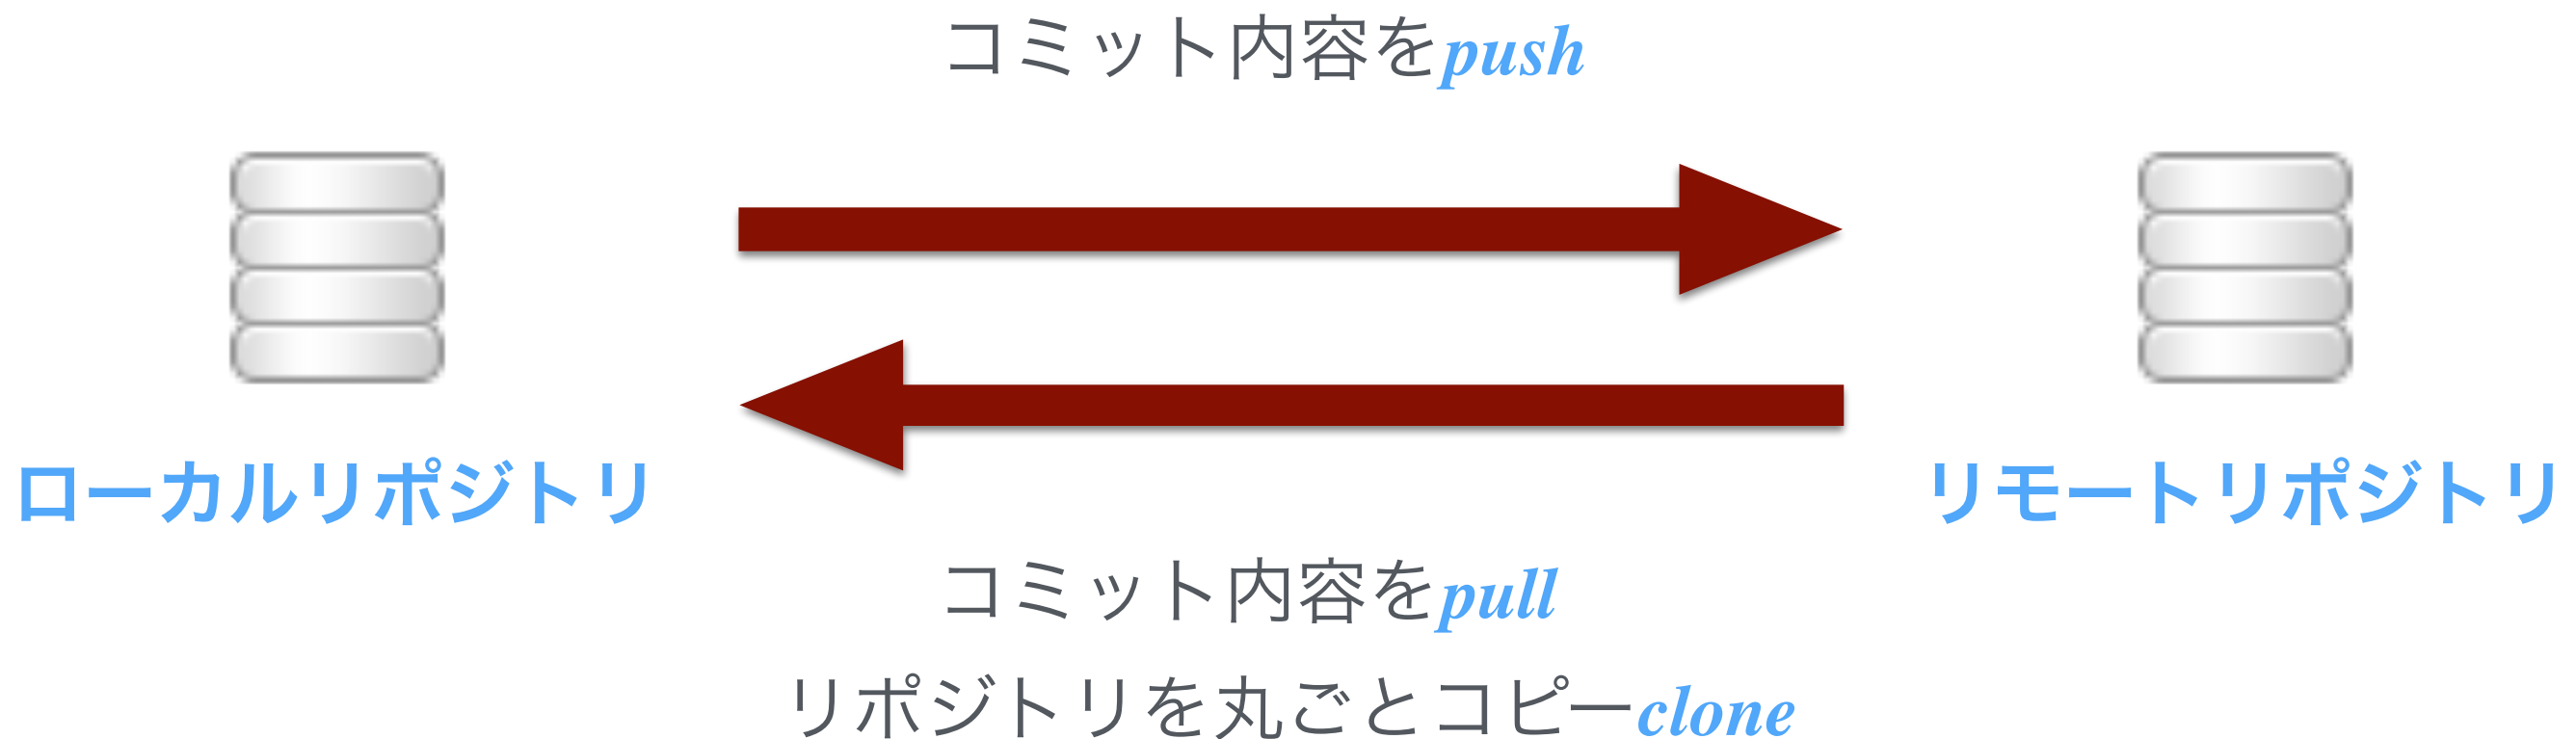 コミット内容をpush
ローカルリポジトリ
リモートリポジトリ
コミット内容をpull
リポジトリを丸ごとコピーclone